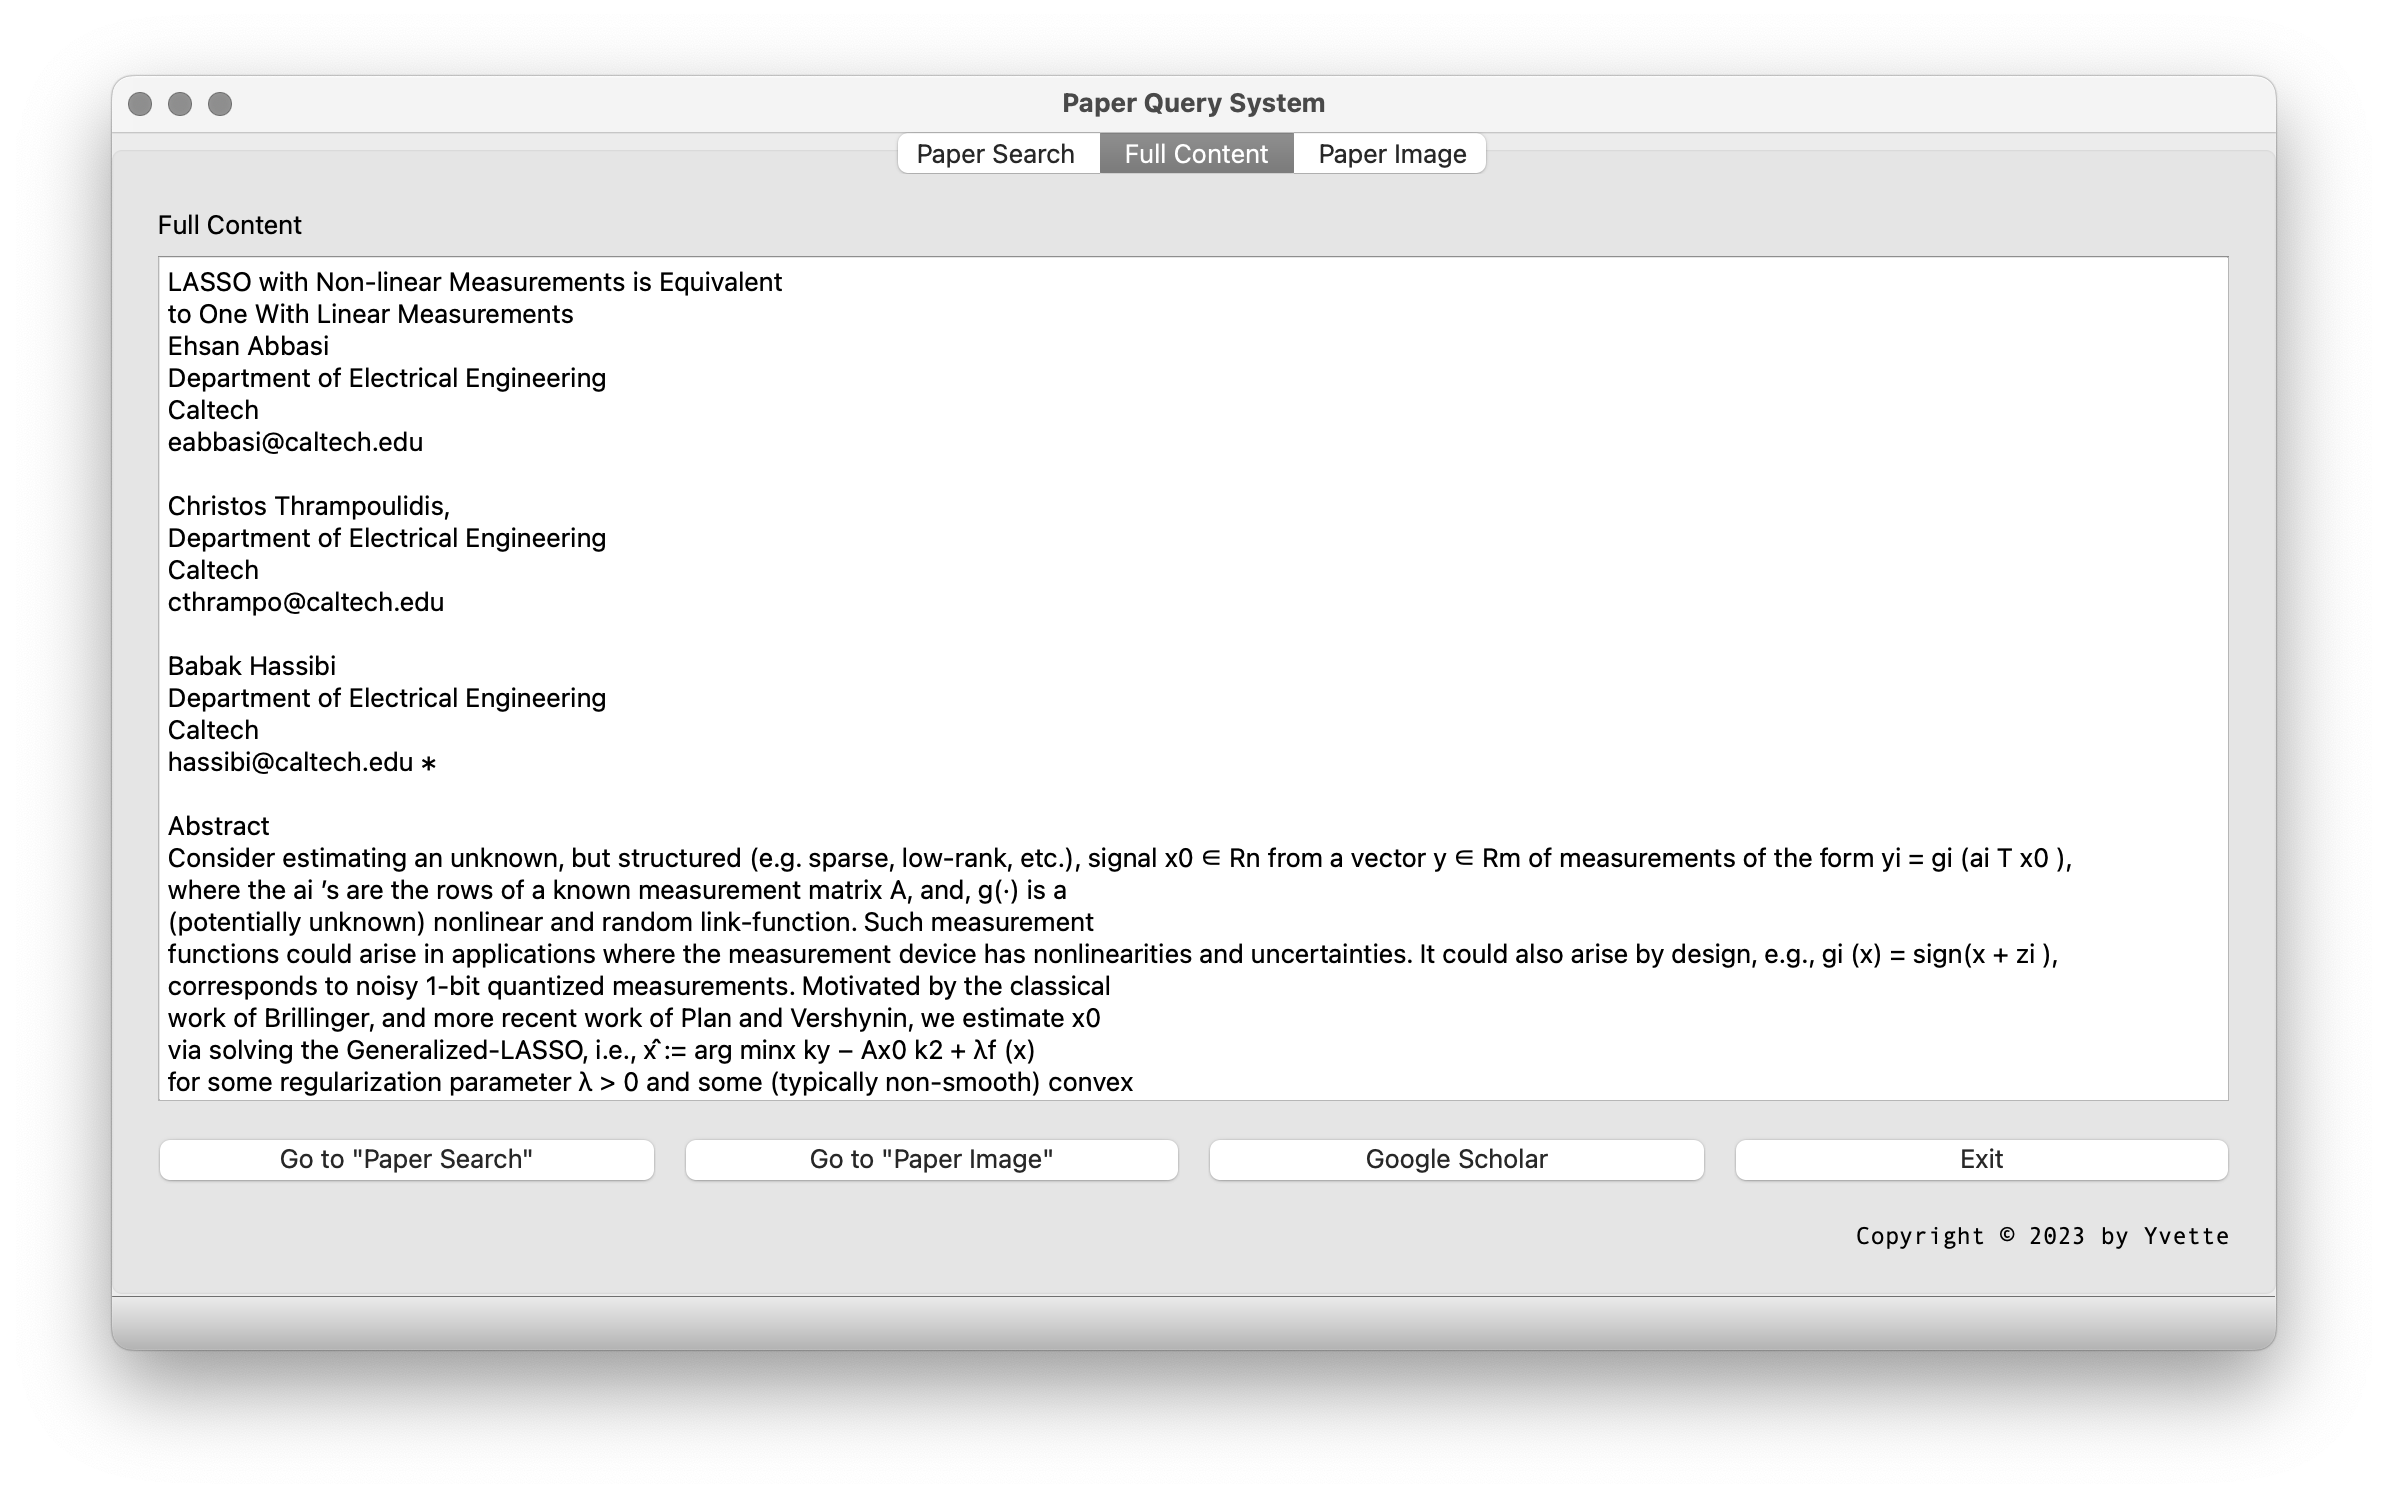 Paper Query System
Paper Search
Full Content
Paper Image
Full Content
LASSO with Non-linear Measurements is Equivalent
to One With Linear Measurements
Ehsan Abbasi
Department of Electrical Engineering
Caltech
eabbasi@caltech.edu
Christos Thrampoulidis,
Department of Electrical Engineering
Caltech
cthrampo@caltech.edu
Babak Hassibi
Department of Electrical Engineering
Caltech
hassibi@caltech.edu ∗
Abstract
Consider estimating an unknown, but structured (e.g. sparse, low-rank, etc.), signal x0 ∈ Rn from a vector y ∈ Rm of measurements of the form yi = gi (ai T x0 ),
where the ai ’s are the rows of a known measurement matrix A, and, g(·) is a
(potentially unknown) nonlinear and random link-function. Such measurement
functions could arise in applications where the measurement device has nonlinearities and uncertainties. It could also arise by design, e.g., gi (x) = sign(x + zi ),
corresponds to noisy 1-bit quantized measurements. Motivated by the classical
work of Brillinger, and more recent work of Plan and Vershynin, we estimate x0
via solving the Generalized-LASSO, i.e., x̂ := arg minx ky − Ax0 k2 + λf (x)
for some regularization parameter λ > 0 and some (typically non-smooth) convex
Go to "Paper Search"
Go to "Paper Image"
Google Scholar
Exit
Copyright © 2023 by Yvette